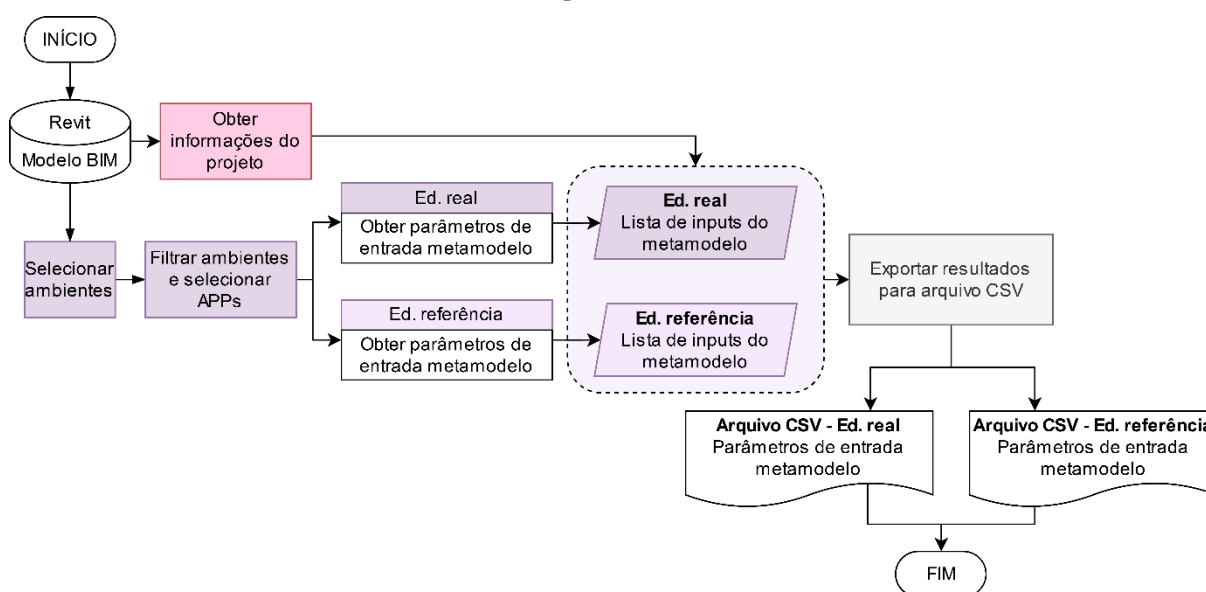 INÍCIO
Revit
Modelo BIM
Obter
informações do
projeto
Selecionar
ambientes
Filtrar ambientes
e selecionar
APPs
Ed. real
Obter parâmetros de
entrada metamodelo
Ed. referência
Obter parâmetros de
entrada metamodelo
Ed. real
Lista de inputs do
metamodelo
Ed. referência
Lista de inputs do
metamodelo
Exportar resultados
para arquivo CSV
Arquivo CSV - Ed. real
Parâmetros de entrada
metamodelo
Arquivo CSV - Ed. referência
Parâmetros de entrada
metamodelo
FIM